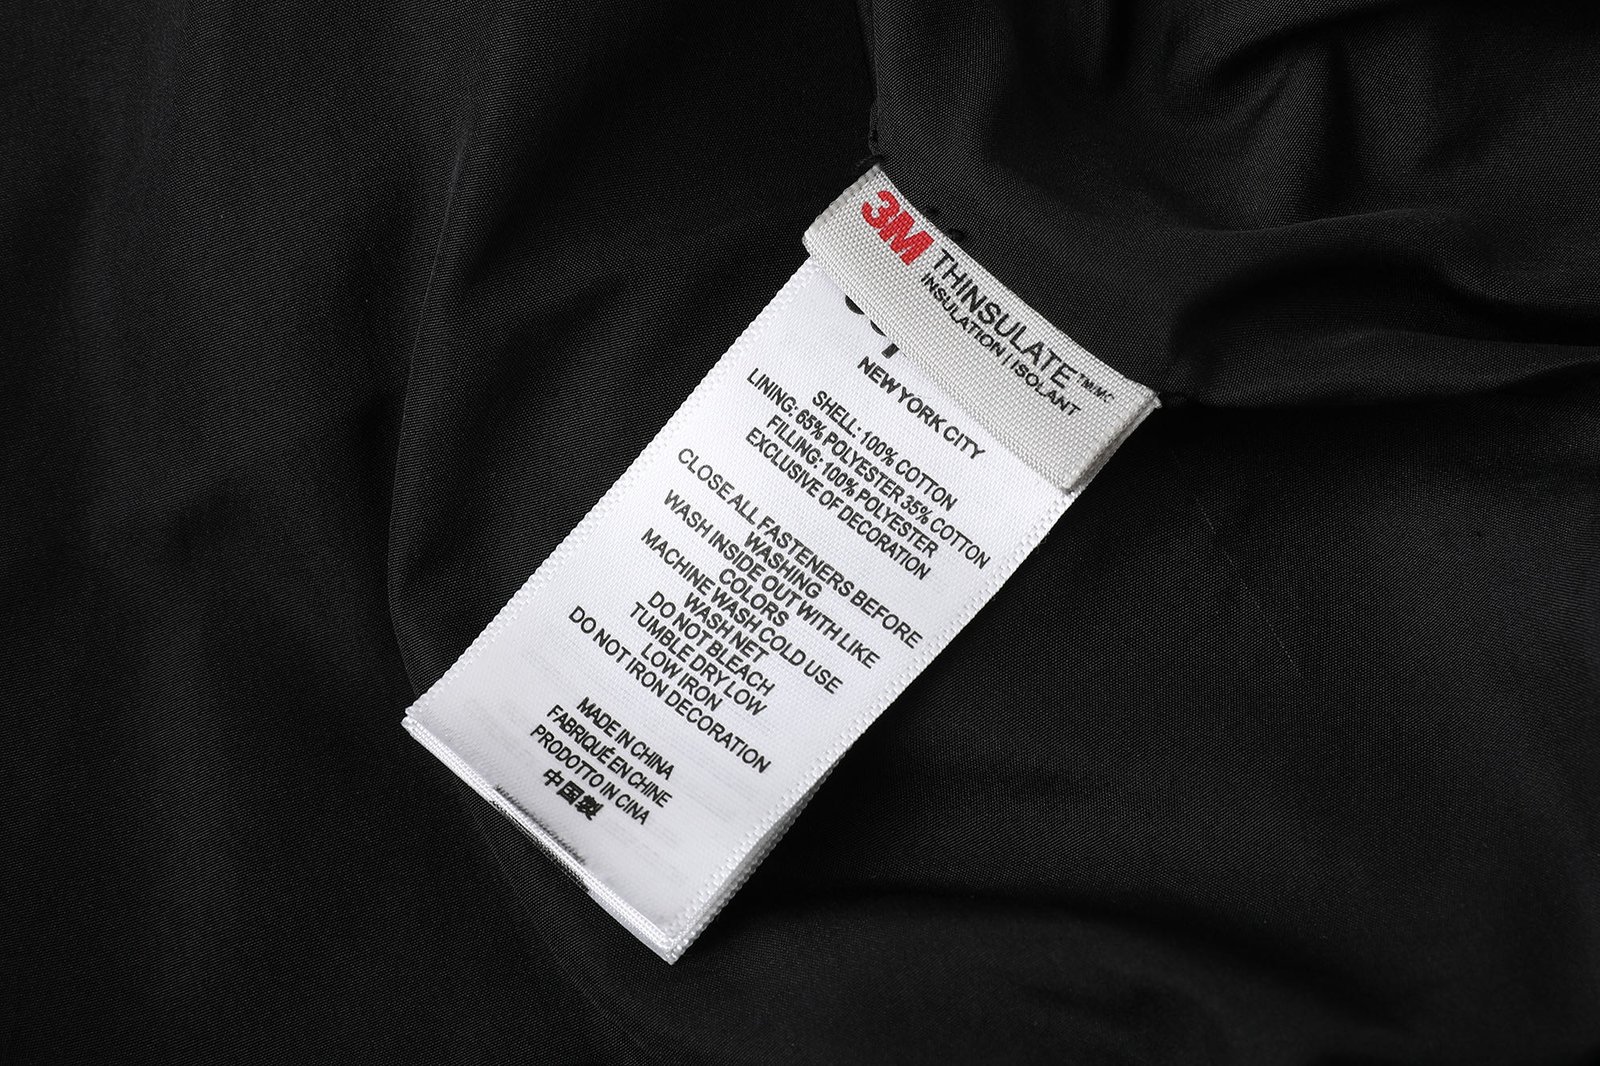 3M THINSULATE™/MC
INSULATION | ISOLANT
NEW YORK CITY
SHELL: 100% COTTON
LINING: 65% POLYESTER 35% COTTON
FILLING: 100% POLYESTER
EXCLUSIVE OF DECORATION
CLOSE ALL FASTENERS BEFORE
WASHING
WASH INSIDE OUT WITH LIKE
COLORS
MACHINE WASH COLD USE
WASH NET
DO NOT BLEACH
TUMBLE DRY LOW
LOW IRON
DO NOT IRON DECORATION
MADE IN CHINA
FABRIQUÉ EN CHINE
PRODOTTO IN CINA
中国製